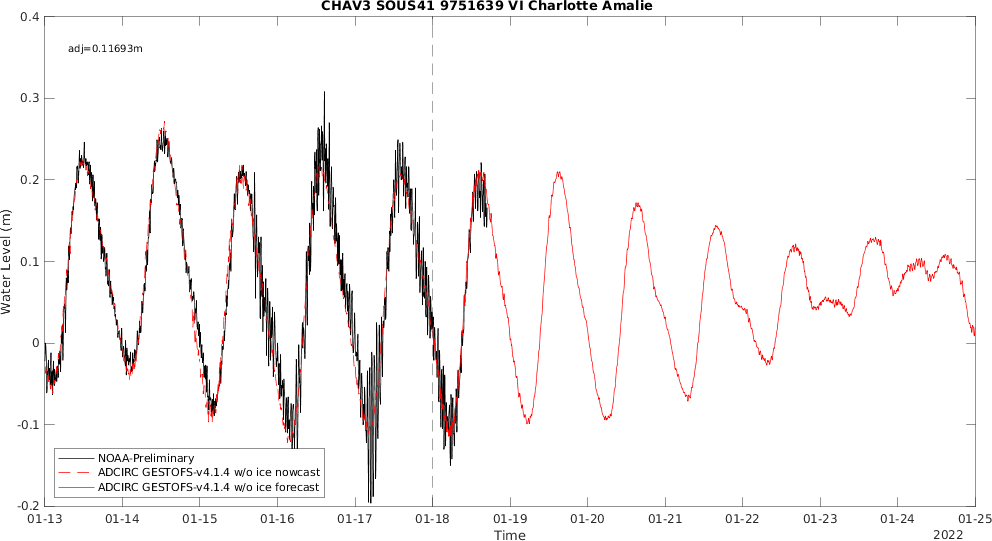 CHAV3 SOUS41 9751639 VI Charlotte Amalie
adj=0.11693m
0.4
0.3
0.2
0.1
0
-0.1
-0.2
Water Level (m)
NOAA-Preliminary
ADCIRC GESTOFS-v4.1.4 w/o ice nowcast
ADCIRC GESTOFS-v4.1.4 w/o ice forecast
01-13 01-14 01-15 01-16 01-17 01-18 01-19 01-20 01-21 01-22 01-23 01-24 01-25
Time
2022